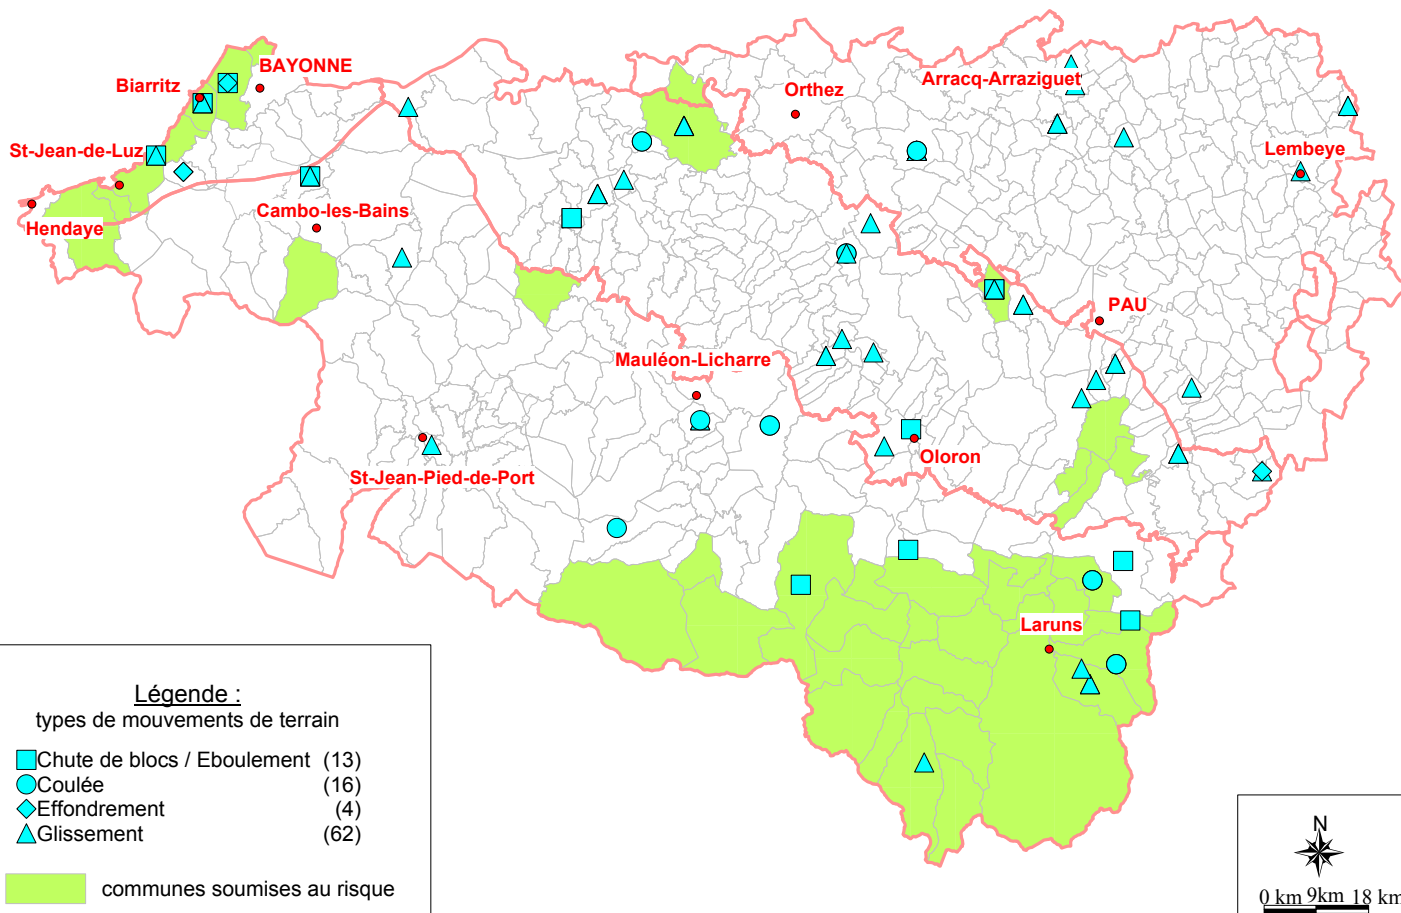 BAYONNE
Biarritz
St-Jean-de-Luz
Hendaye
Cambo-les-Bains
Orthez
Arracq-Arraziguet
Lembeye
PAU
Mauléon-Licharre
Oloron
St-Jean-Pied-de-Port
Laruns
Légende :
types de mouvements de terrain
Chute de blocs / Eboulement (13)
Coulée (16)
Effondrement (4)
Glissement (62)
communes soumises au risque
N
0 km 9km 18 km